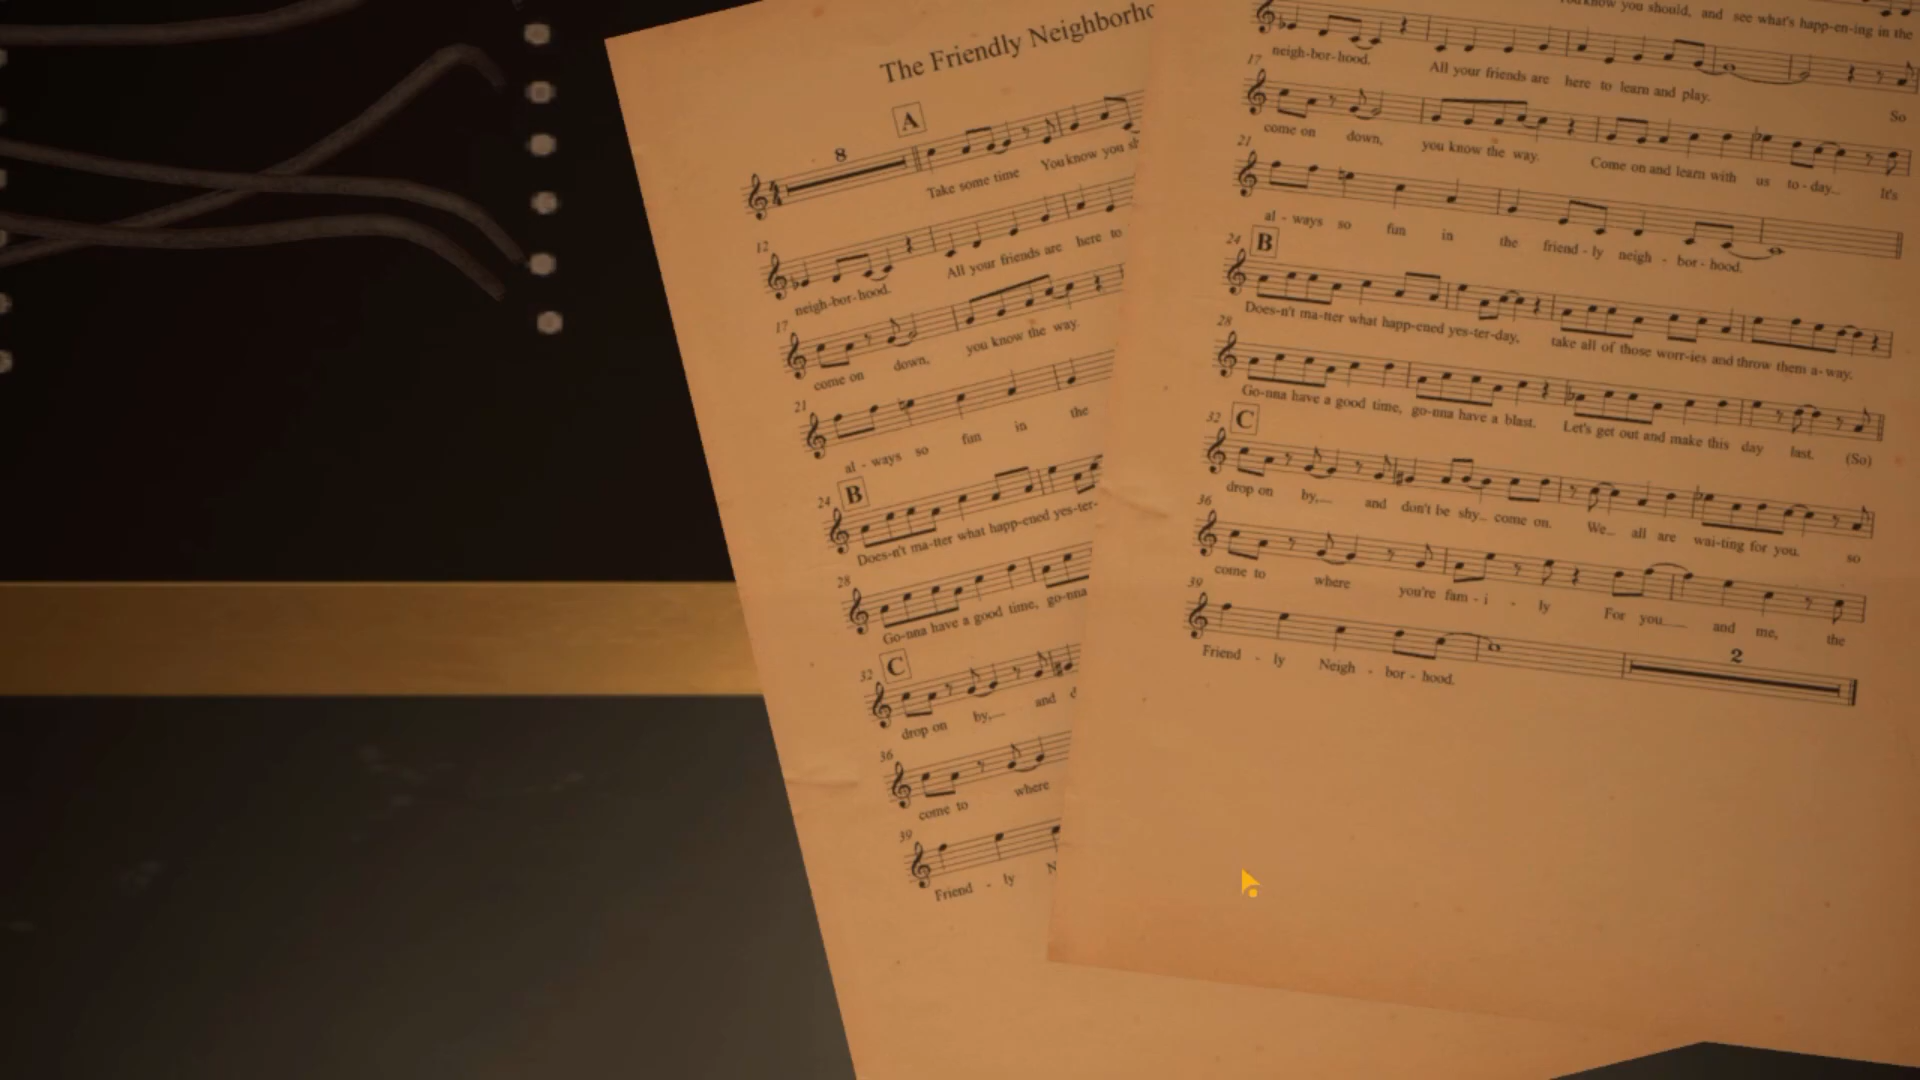 The Friendly Neighborho
A
8
Take some time You know you sh
12
neigh-bor-hood. All your friends are here to
17
come on down, you know the way.
21
al - ways so fun in the
24 B
Does-n't ma-tter what happ-ened yes-ter-
28
Go-nna have a good time, go-nna
32 C
drop on by,__ and d
36
come to where
39
Friend - ly N
know you should, and see what's happ-en-ing in the
neigh-bor-hood. All your friends are here to learn and play. So
17
come on down, you know the way. Come on and learn with us to-day__ It's
21
al - ways so fun in the friend - ly neigh - bor - hood.
24 B
Does-n't ma-tter what happ-ened yes-ter-day, take all of those worr-ies and throw them a-way.
28
Go-nna have a good time, go-nna have a blast. Let's get out and make this day last. (So)
32 C
drop on by,__ and don't be shy__ come on. We__ all are wai-ting for you. so
36
come to where you're fam - i - ly For you__ and me, the
39
2
Friend - ly Neigh - bor - hood.